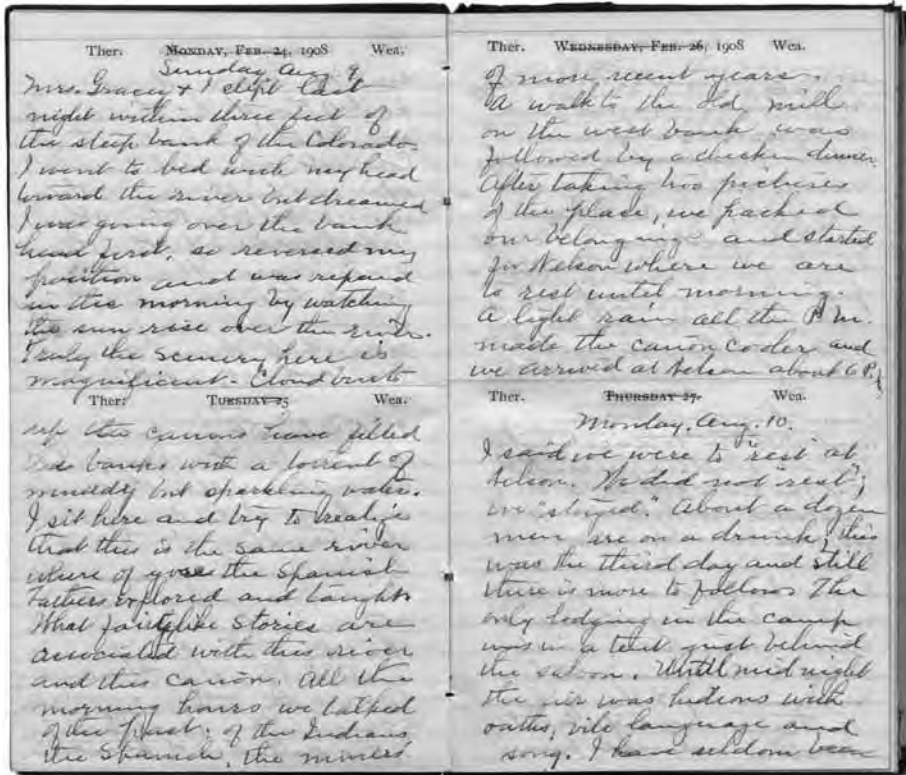 Ther. MONDAY, FEB. 24, 1908 Wea.
Sunday Aug 9,
Mrs. Gracey & I slept last
night within three feet of
the steep bank of the Colorado.
I went to bed with my head
toward the river but dreamed
I was going over the bank
head first, so reversed my
position and was repaid
in this morning by watching
the sun rise over the river.
Truly the scenery here is
magnificent - Cloud bursts
Ther. TUESDAY 25 Wea.
up the canons have filled
banks with a torrent of
muddy but sparkling water.
I sit here and try to realize
that this is the same river
where of the Spanish
Fathers explored and taught.
What stories are
associated with this river
and this canon. All the
morning hours we talked
of the past; of the Indians
the Spanish, the miners
Ther. WEDNESDAY, FEB. 26, 1908 Wea.
of more recent years.
A walk to the old mill
on the west bank was
followed by a chicken dinner.
After taking two pictures
of the place, we packed
our belongings and started
for Nelson where we are
to rest until morning.
A light rain all the P.M.
made the canon cooler and
we arrived at Nelson about 6 P.
Ther. THURSDAY 27. Wea.
Monday, Aug. 10.
I said we were to "rest" at
Nelson. We did not "rest";
we "stayed." About a dozen
men are on a drunk; this
was the third day and still
there is more to follow. The
only lodging in the camp
was in a tent just behind
the saloon. Until midnight
the air was hideous with
oaths, vile language and
song. I have seldom been